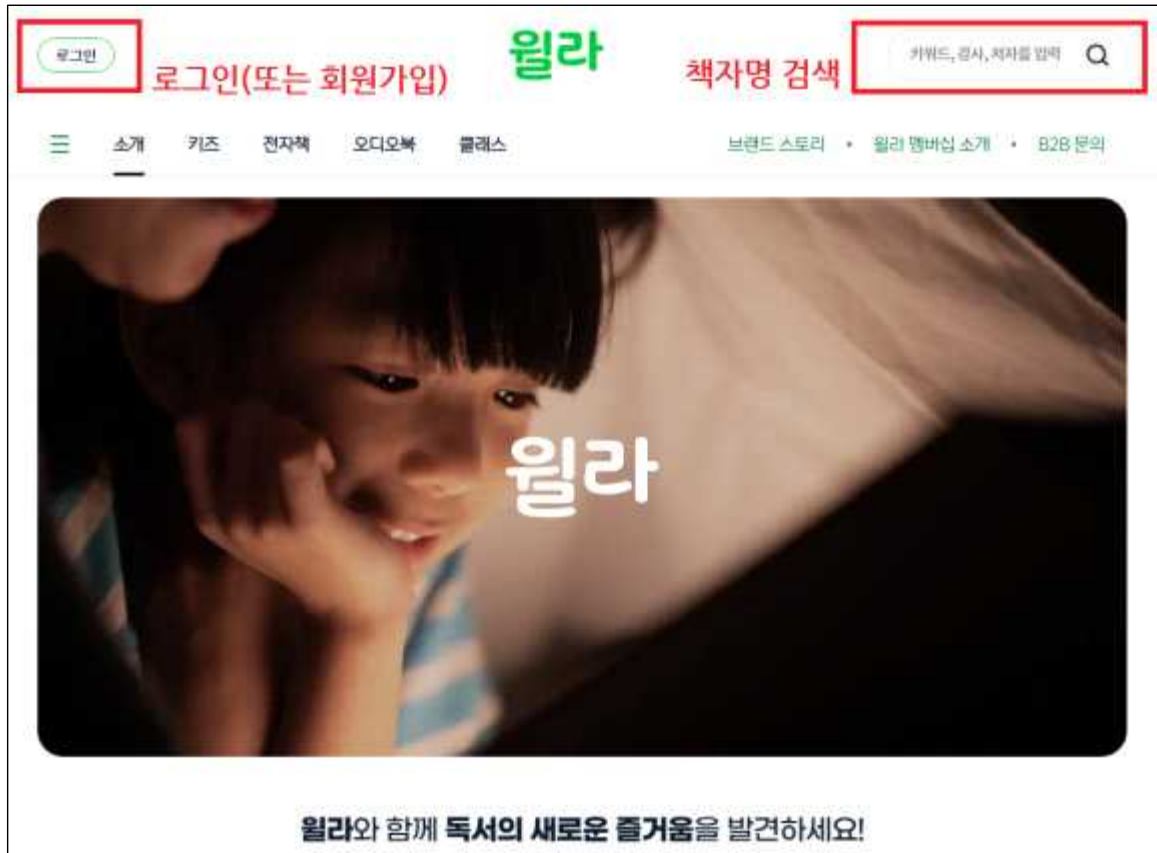 로그인
로그인(또는 회원가입)
윌라
책자명 검색
키워드, 강사, 저자를 입력
소개 키즈 전자책 오디오북 클래스
브랜드 스토리 • 윌라 멤버십 소개 • B2B 문의
윌라
윌라와 함께 독서의 새로운 즐거움을 발견하세요!